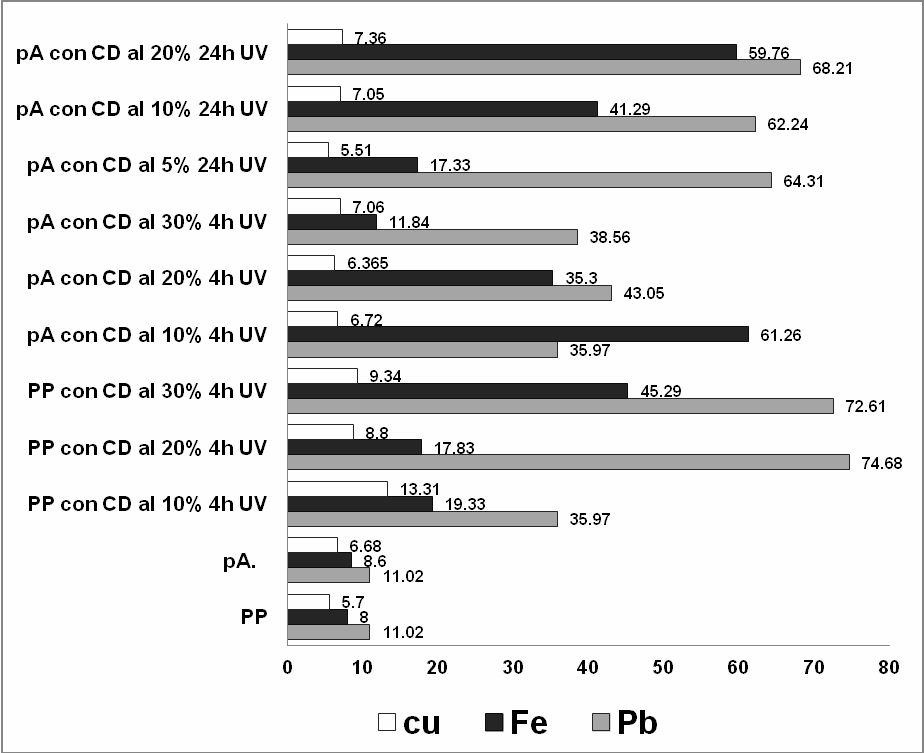 pA con CD al 20% 24h UV
7.36
59.76
68.21
pA con CD al 10% 24h UV
7.05
41.29
62.24
pA con CD al 5% 24h UV
5.51
17.33
64.31
pA con CD al 30% 4h UV
7.06
11.84
38.56
pA con CD al 20% 4h UV
6.365
35.3
43.05
pA con CD al 10% 4h UV
6.72
61.26
35.97
PP con CD al 30% 4h UV
9.34
45.29
72.61
PP con CD al 20% 4h UV
8.8
17.83
74.68
PP con CD al 10% 4h UV
13.31
19.33
35.97
pA.
6.68
8.6
11.02
PP
5.7
8
11.02
0 10 20 30 40 50 60 70 80
cu Fe Pb